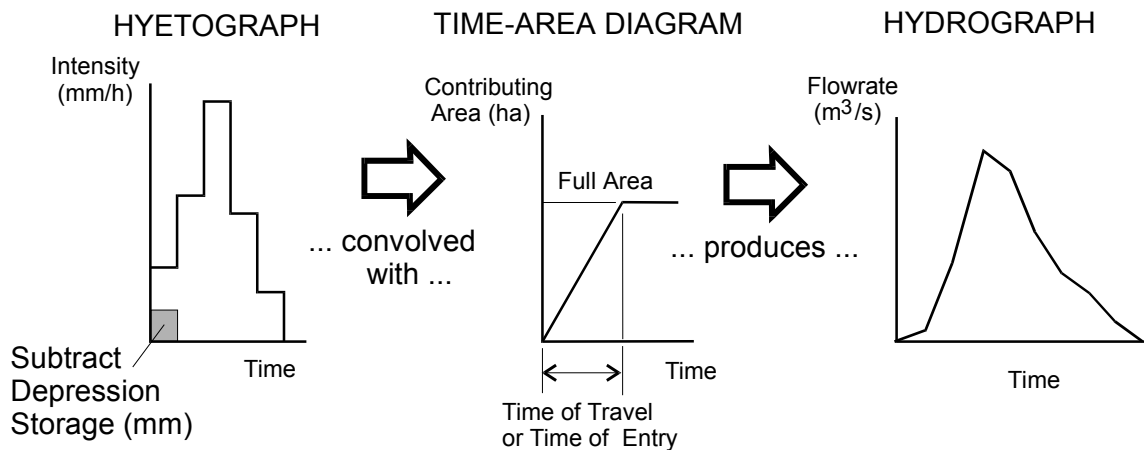 HYETOGRAPH
Intensity
(mm/h)
Time
Subtract
Depression
Storage (mm)
... convolved
with ...
TIME-AREA DIAGRAM
Contributing
Area (ha)
Full Area
Time
Time of Travel
or Time of Entry
... produces ...
HYDROGRAPH
Flowrate
(m³/s)
Time